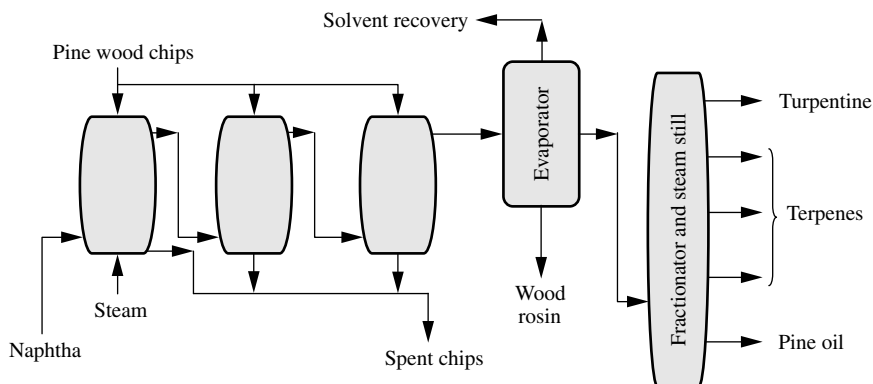 Solvent recovery
Pine wood chips
Evaporator
Fractionator and steam still
Turpentine
Terpenes
Steam
Wood
rosin
Naphtha
Spent chips
Pine oil